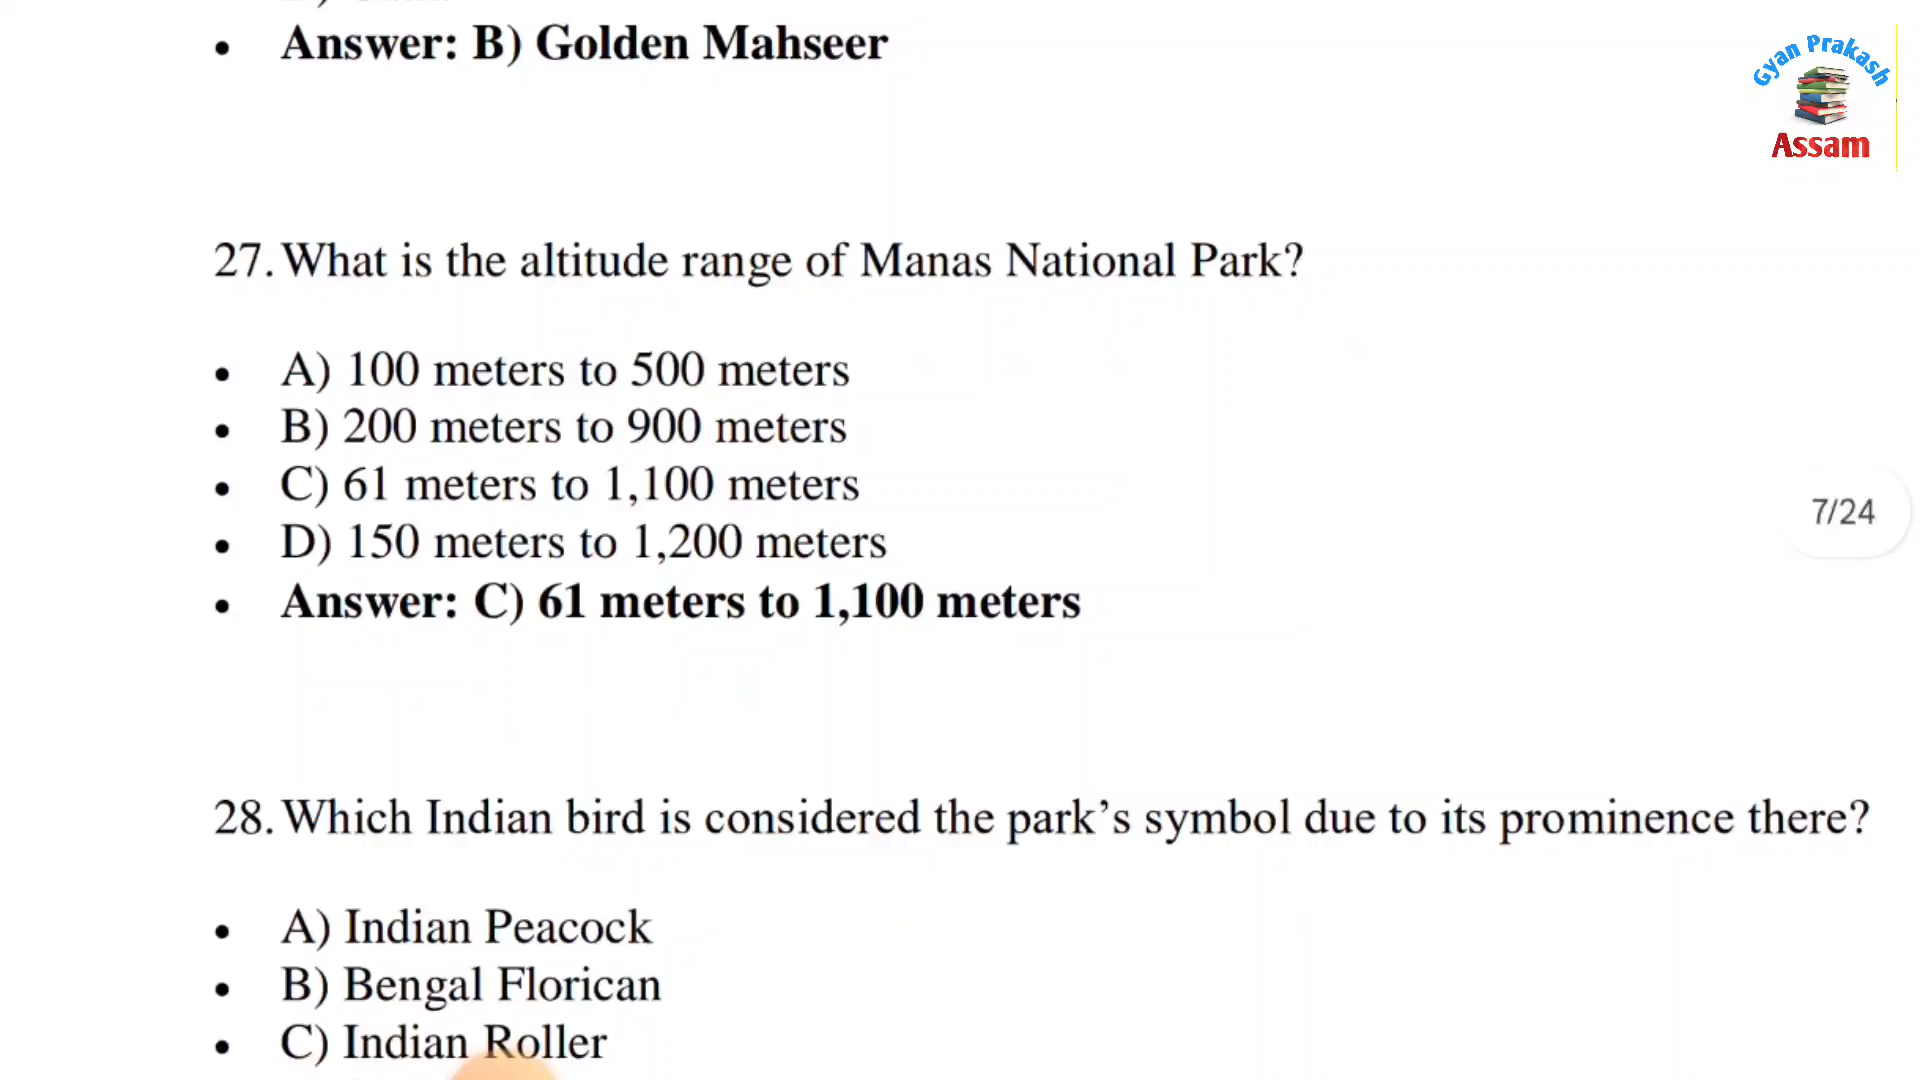 • Answer: B) Golden Mahseer
Gyan Prakash
Assam
27. What is the altitude range of Manas National Park?
• A) 100 meters to 500 meters
• B) 200 meters to 900 meters
• C) 61 meters to 1,100 meters
• D) 150 meters to 1,200 meters
• Answer: C) 61 meters to 1,100 meters
7/24
28. Which Indian bird is considered the park’s symbol due to its prominence there?
• A) Indian Peacock
• B) Bengal Florican
• C) Indian Roller